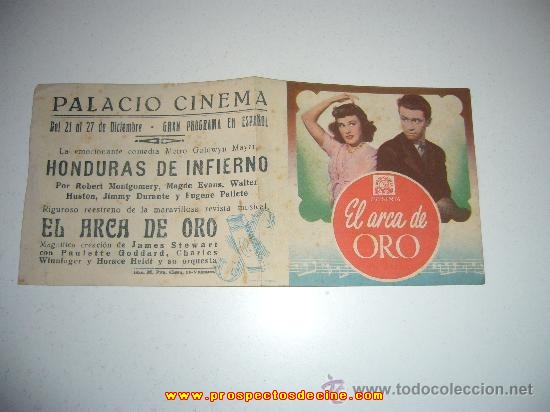 PALACIO CINEMA
Del 21 al 27 de Diciembre - GRAN PROGRAMA EN ESPAÑOL
La emocionante comedia Metro Goldwyn Mayer
HONDURAS DE INFIERNO
Por Robert Montgomery, Magde Evans, Walter
Huston, Jimmy Durante y Eugene Pallete
Riguroso reestreno de la maravillosa revista musical
EL ARCA DE ORO
Magnífica creación de James Stewart
con Paulette Goddard, Charles
Winninger y Horace Heidt y su orquesta
El arca de
ORO
www.prospectosdecine.com
www.todocoleccion.net